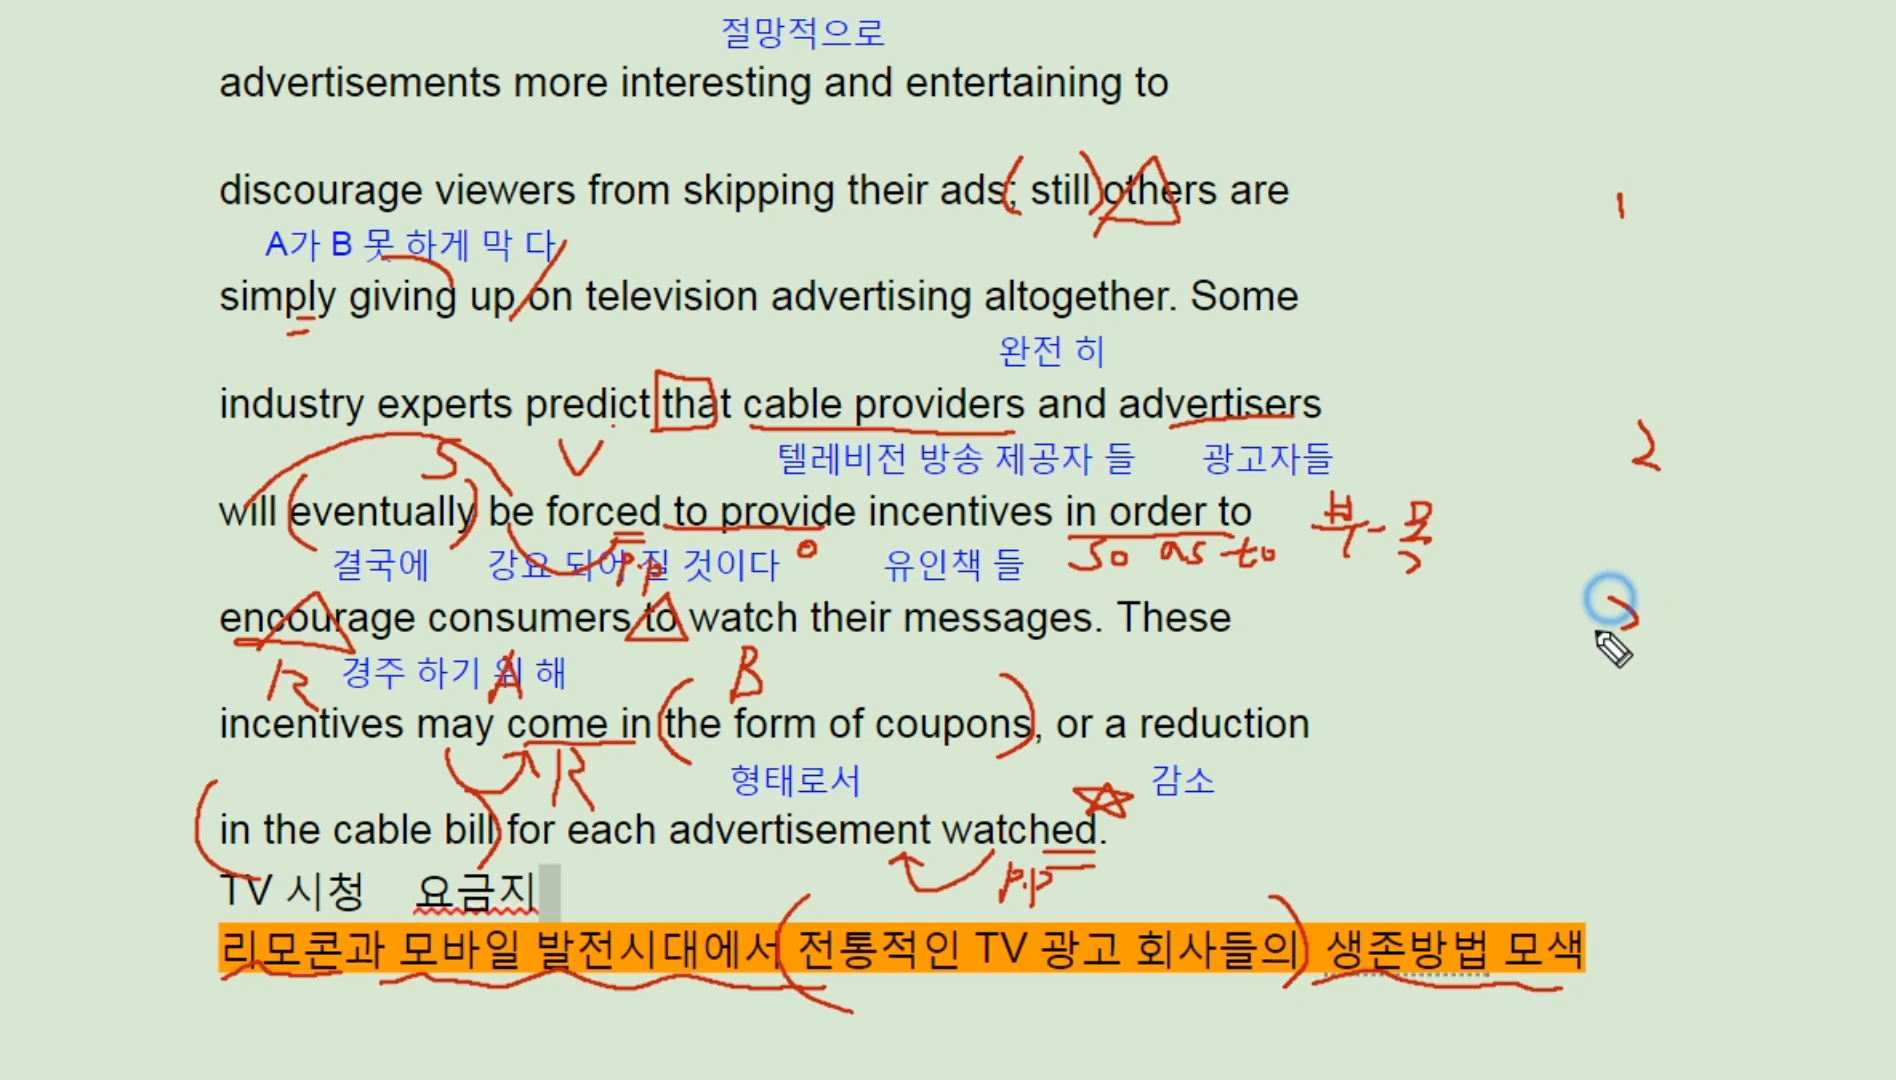 절망적으로
advertisements more interesting and entertaining to
discourage viewers from skipping their ads; still others are
1
A가 B 못 하게 막 다
simply giving up on television advertising altogether. Some
완전 히
industry experts predict that cable providers and advertisers
S V
텔레비전 방송 제공자 들 광고자들
2
will eventually be forced to provide incentives in order to 부-목
결국에 강요 되어 질 것이다 유인책 들
p.p o so as to
encourage consumers to watch their messages. These
R 경주 하기 위 해
A B
incentives may come in the form of coupons, or a reduction
R 형태로서 감소
in the cable bill for each advertisement watched.
p.p
TV 시청 요금지
리모콘과 모바일 발전시대에서 전통적인 TV 광고 회사들의 생존방법 모색